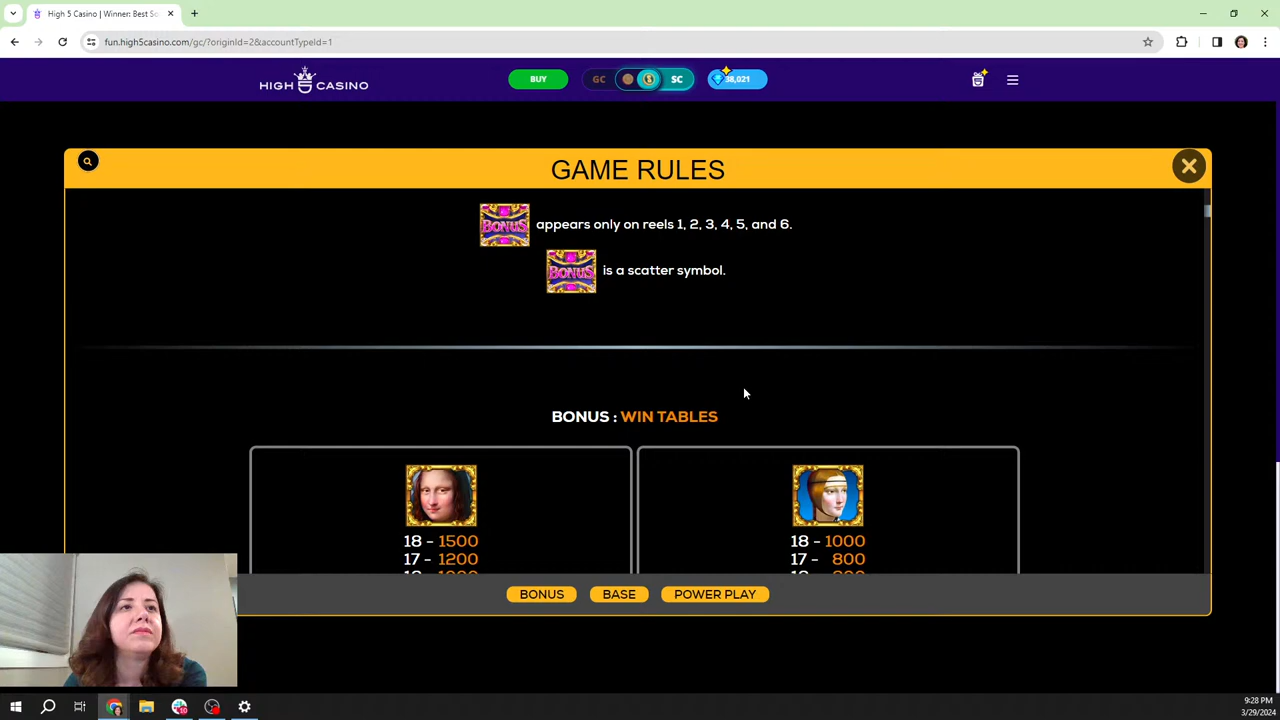 High 5 Casino | Winner: Best So
fun.high5casino.com/gc/?originId=2&accountTypeId=1
HIGH 5 CASINO
BUY
GC
SC
38,021
GAME RULES
BONUS appears only on reels 1, 2, 3, 4, 5, and 6.
BONUS is a scatter symbol.
BONUS : WIN TABLES
18 - 1500
17 - 1200
18 - 1000
17 - 800
BONUS
BASE
POWER PLAY
9:28 PM
3/29/2024